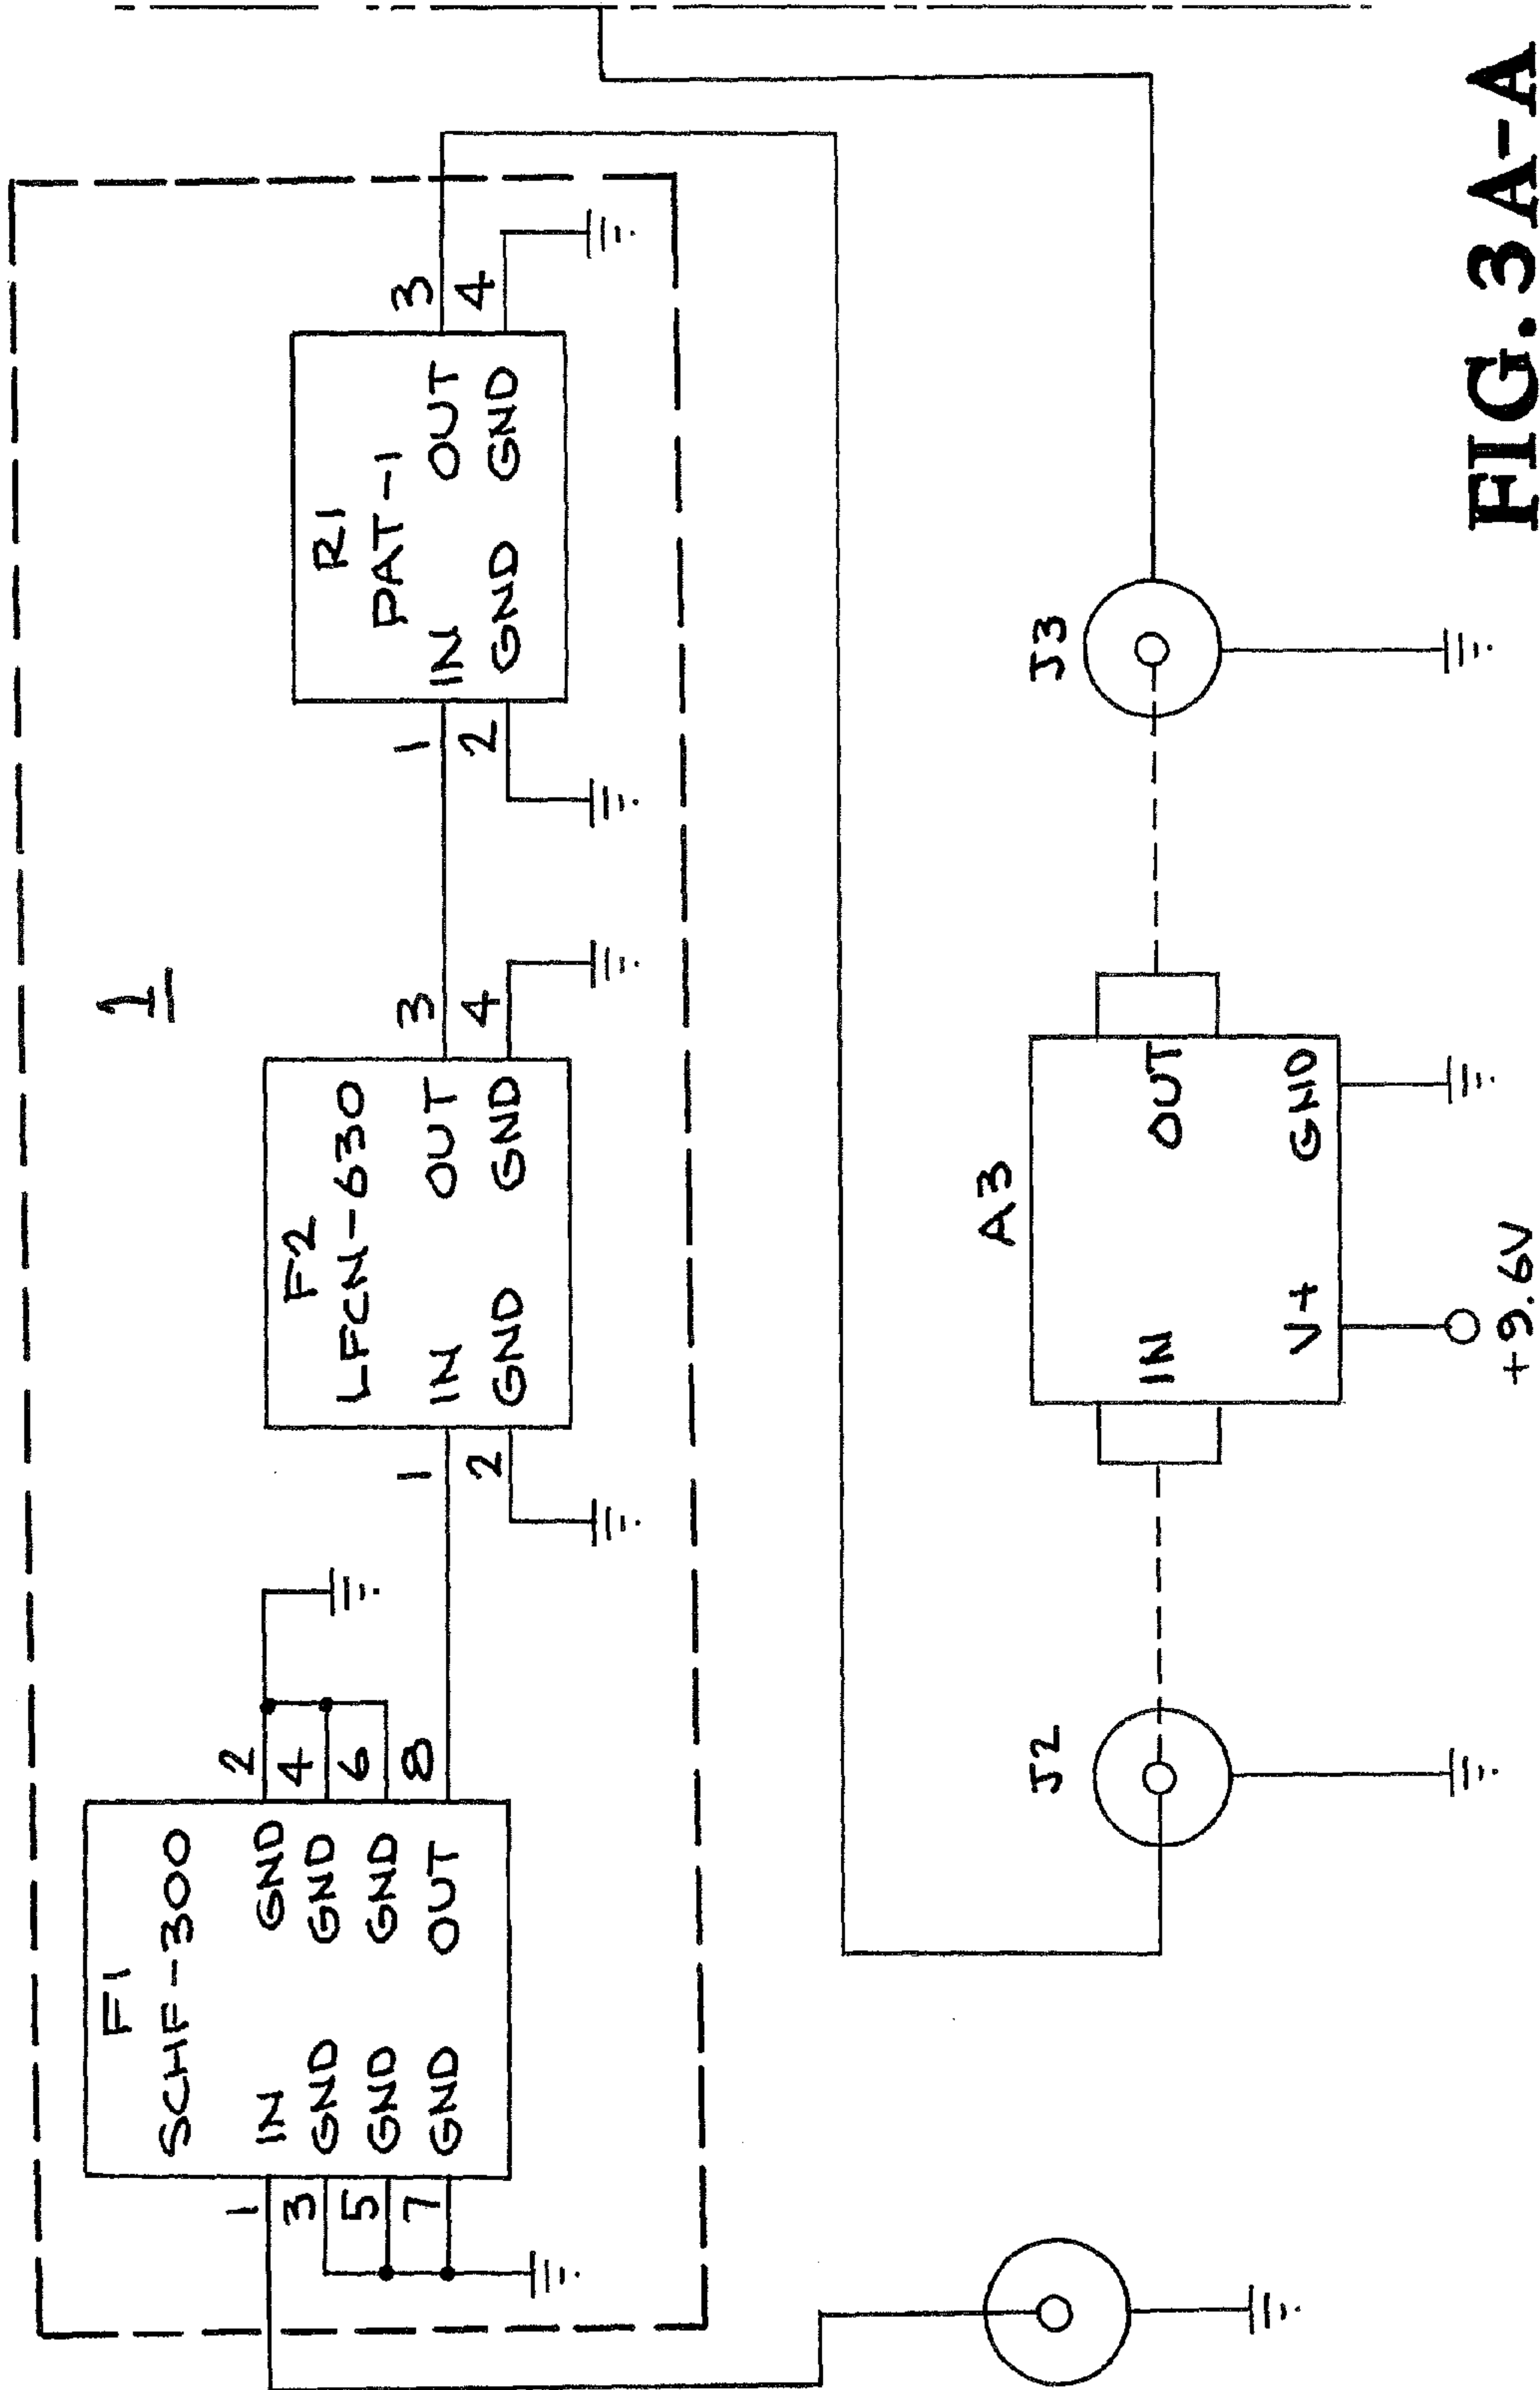 1
F1
SCHF-300
1 IN GND 2
3 GND GND 4
5 GND GND 6
7 GND OUT 8
F2
LFCN-630
1 IN OUT 3
2 GND GND 4
R1
PAT-1
1 IN OUT 3
2 GND GND 4
J2
A3
IN OUT
V+ GND
+9.6V
J3
FIG. 3A-A